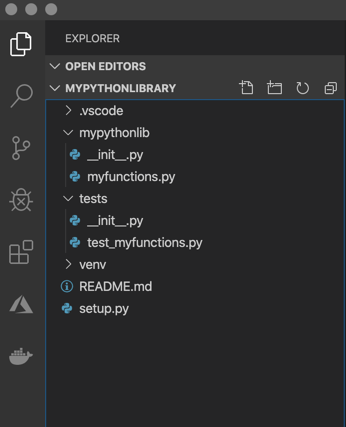 EXPLORER
OPEN EDITORS
MYPYTHONLIBRARY
.vscode
mypythonlib
__init__.py
myfunctions.py
tests
__init__.py
test_myfunctions.py
venv
README.md
setup.py